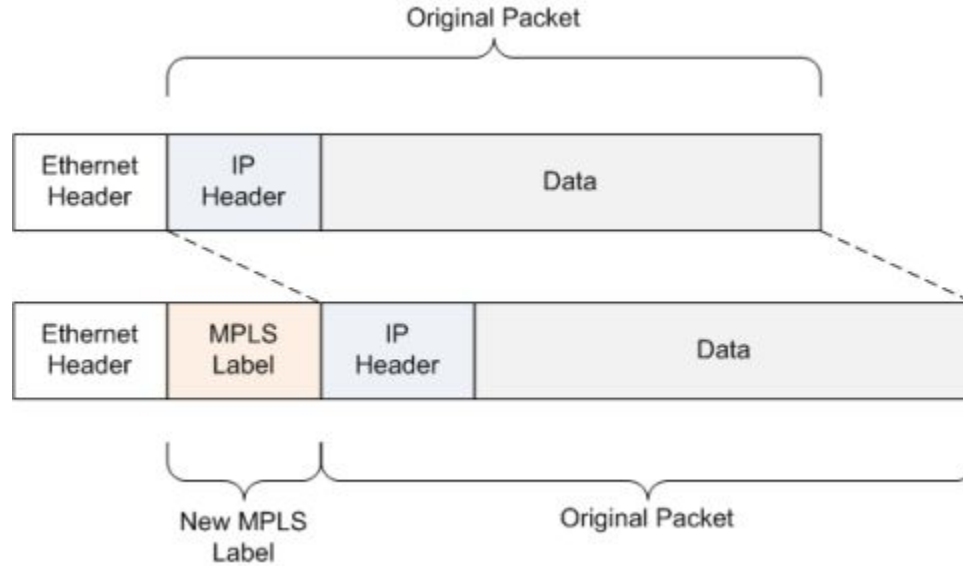 Original Packet
Ethernet
Header
IP
Header
Data
Ethernet
Header
MPLS
Label
IP
Header
Data
New MPLS
Label
Original Packet